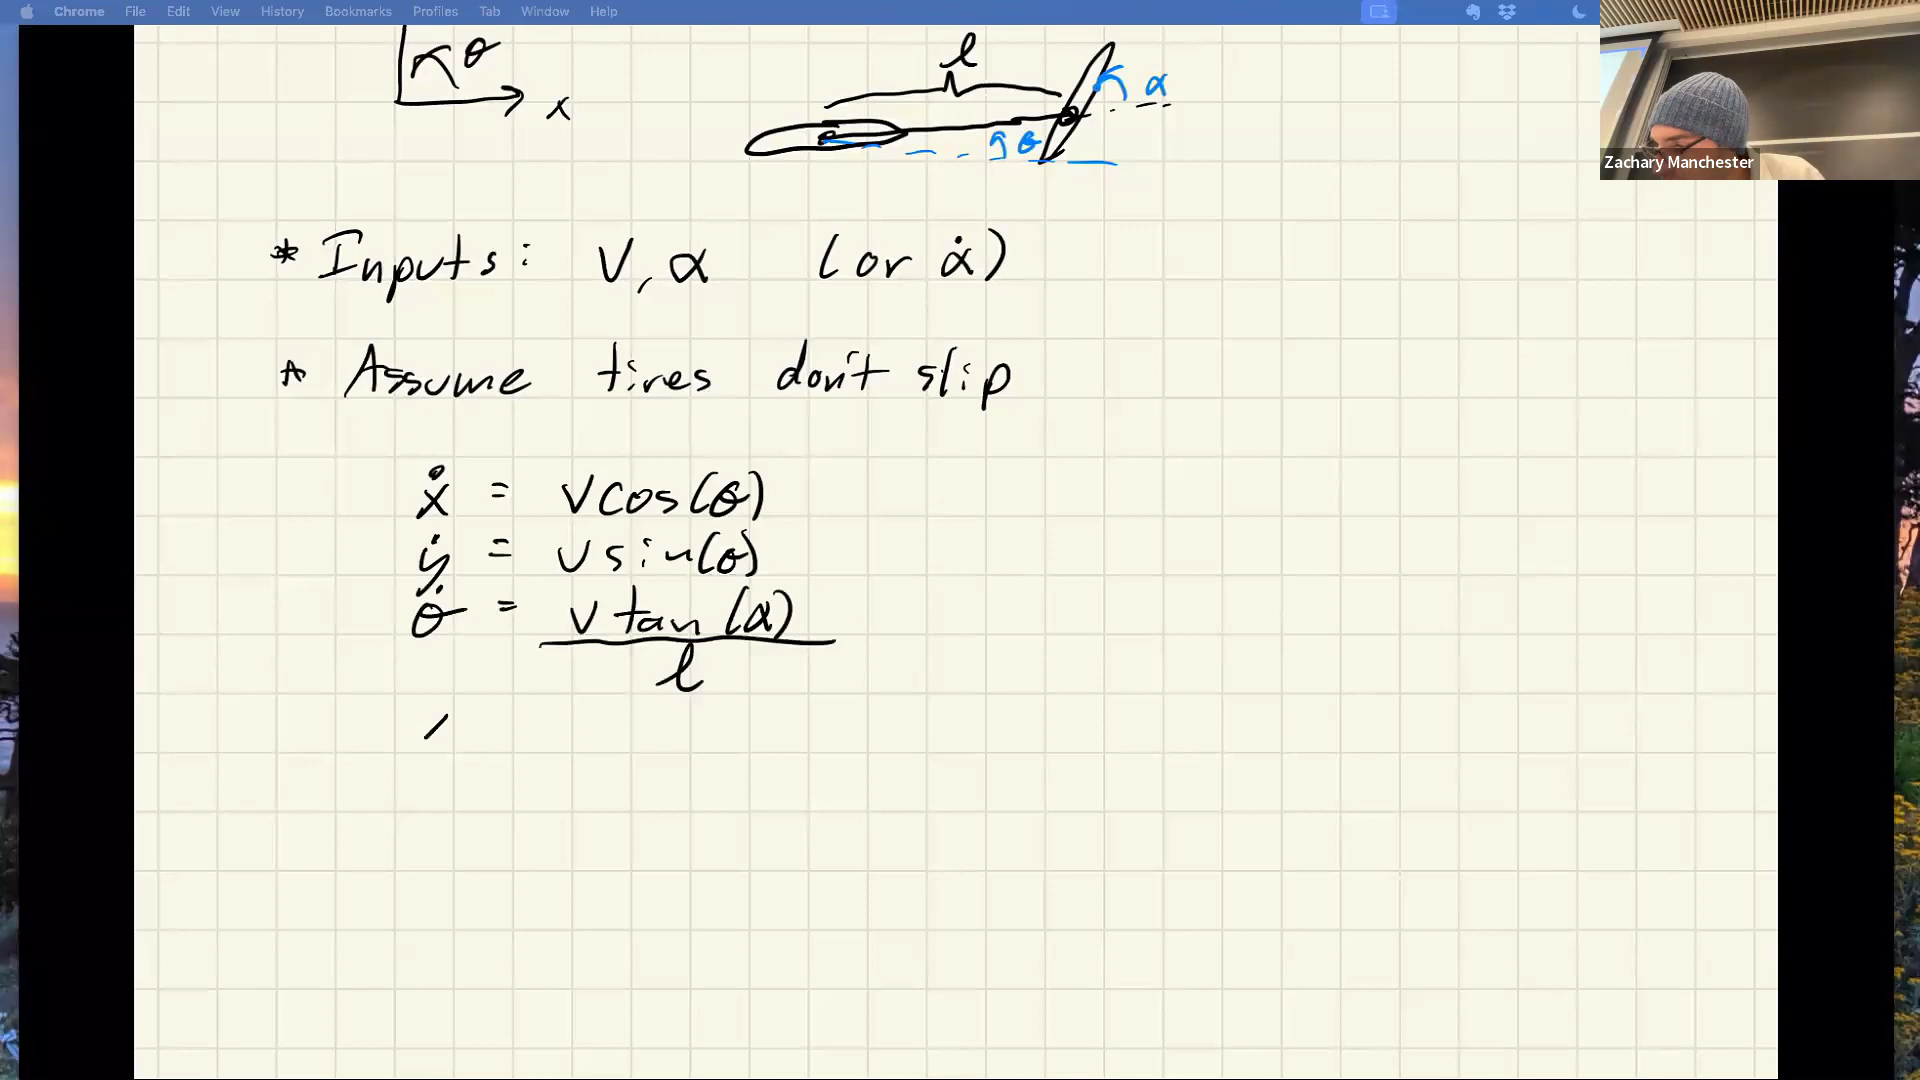 Chrome File Edit View History Bookmarks Profiles Tab Window Help
θ
x
l
α
θ
Zachary Manchester
* Inputs: V, α (or α̇)
* Assume tires don't slip
ẋ = v cos(θ)
ẏ = v sin(θ)
θ̇ = v tan(α)
l